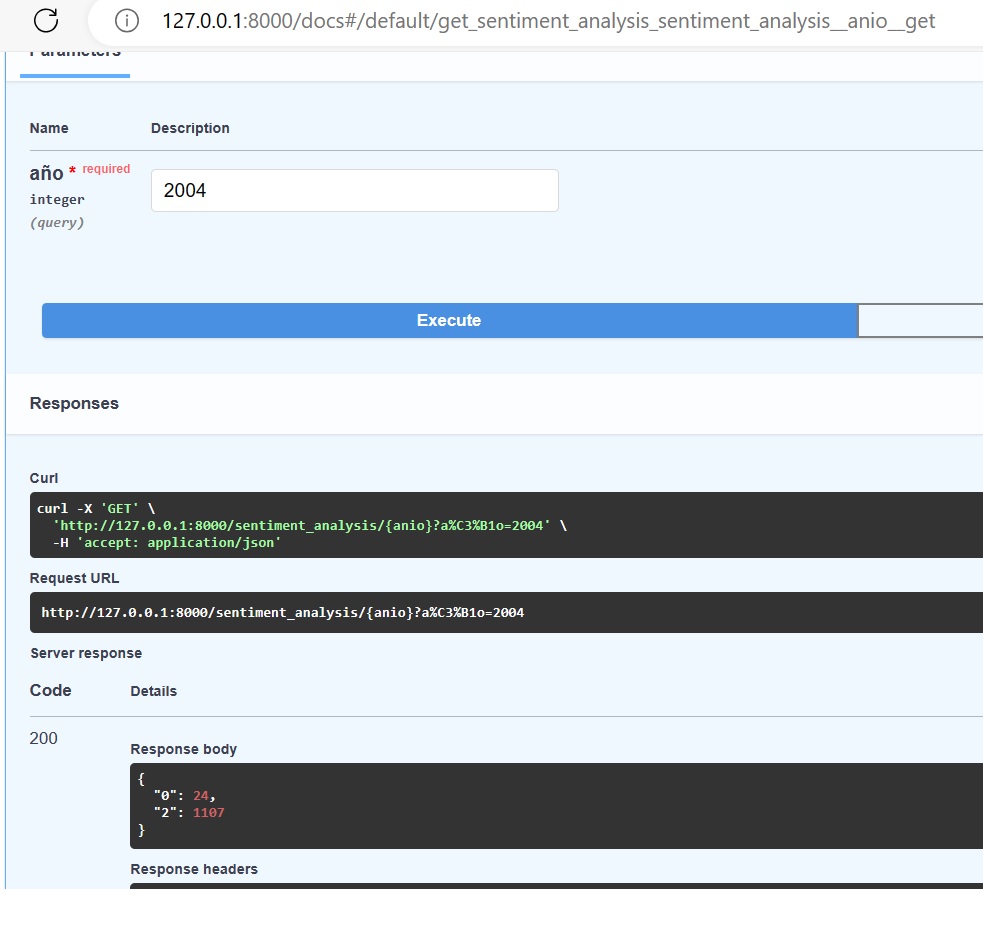 127.0.0.1:8000/docs#/default/get_sentiment_analysis_sentiment_analysis__anio__get
Parameters
Name Description
año * required
2004
integer
(query)
Execute
Responses
Curl
curl -X 'GET' \
'http://127.0.0.1:8000/sentiment_analysis/{anio}?a%C3%B1o=2004' \
-H 'accept: application/json'
Request URL
http://127.0.0.1:8000/sentiment_analysis/{anio}?a%C3%B1o=2004
Server response
Code Details
200
Response body
{
"0": 24,
"2": 1107
}
Response headers